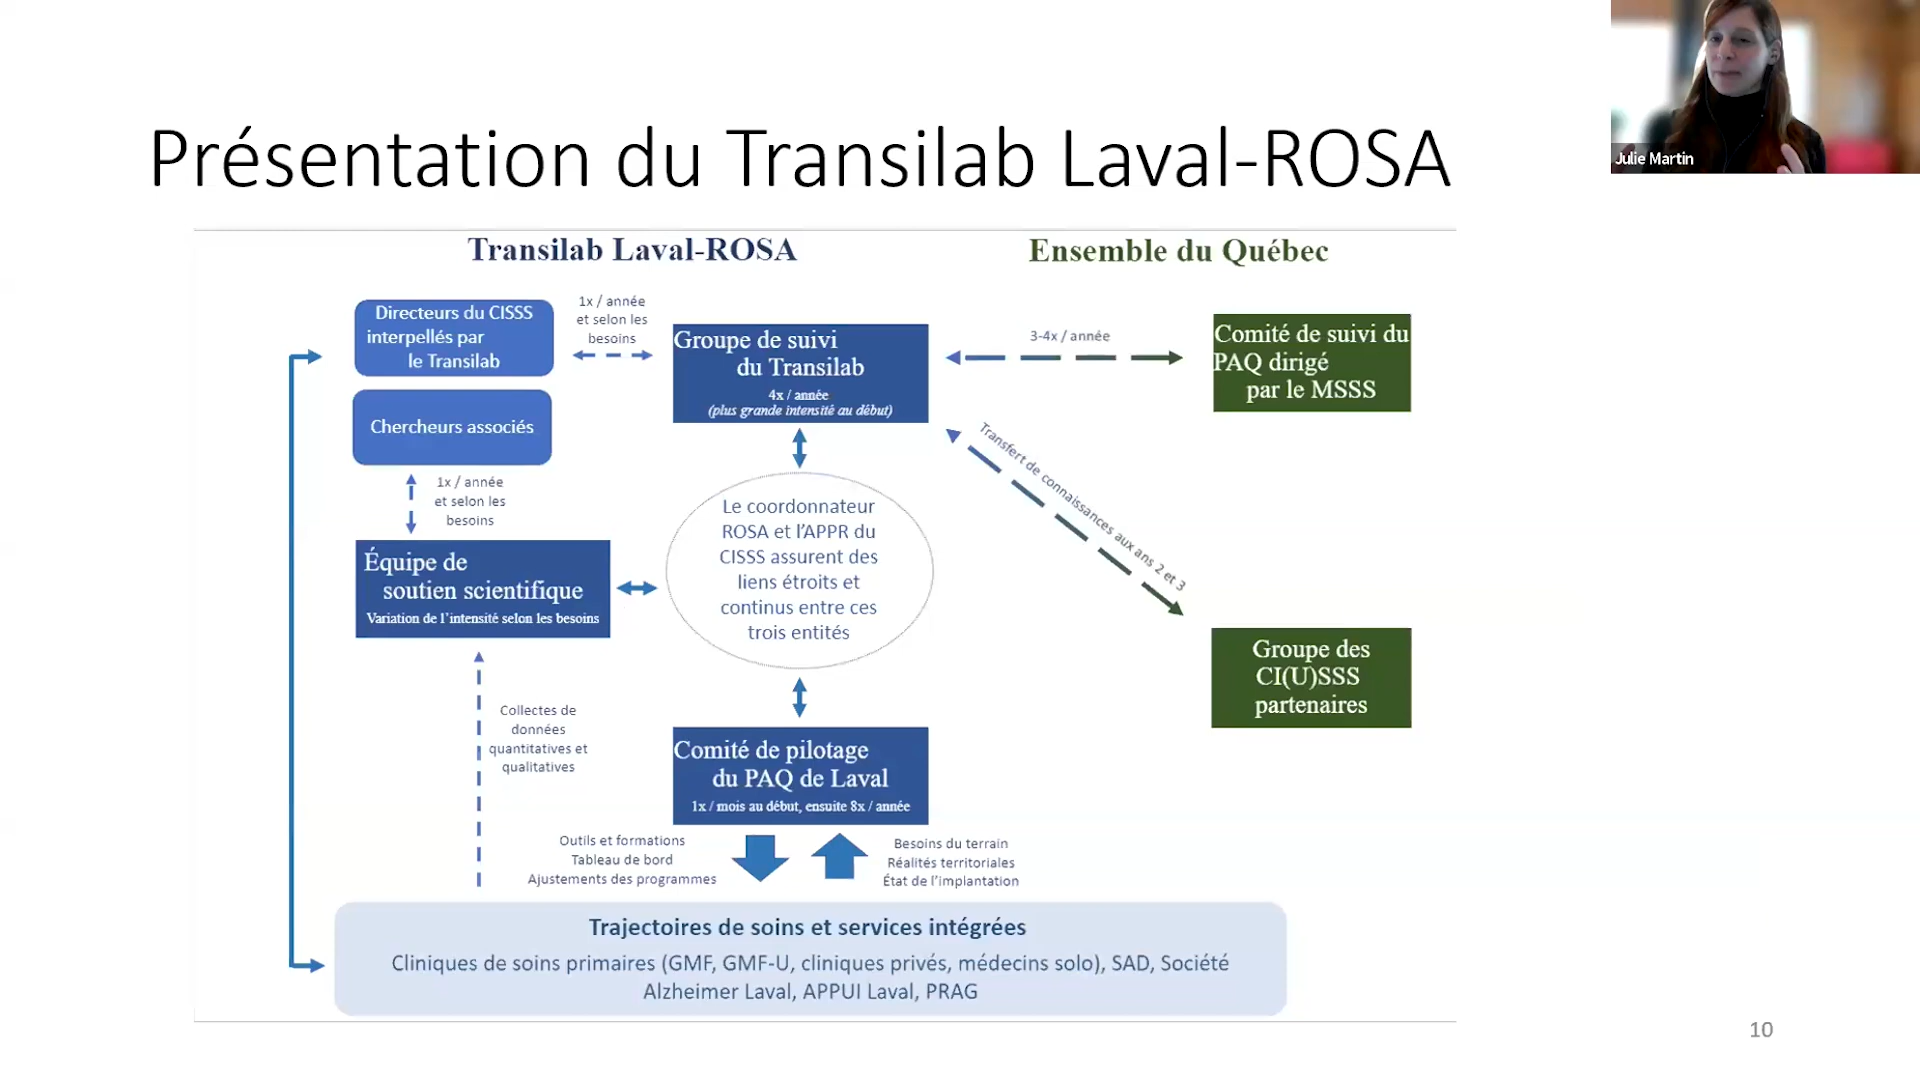 Présentation du Transilab Laval-ROSA
Julie Martin
Transilab Laval-ROSA
Ensemble du Québec
Directeurs du CISSS
interpellés par
le Transilab
1x / année
et selon les
besoins
Groupe de suivi
du Transilab
4x / année
(plus grande intensité au début)
3-4x / année
Comité de suivi du
PAQ dirigé
par le MSSS
Chercheurs associés
1x / année
et selon les
besoins
Transfert de connaissances aux ans 2 et 3
Le coordonnateur
ROSA et l’APPR du
CISSS assurent des
liens étroits et
continus entre ces
trois entités
Équipe de
soutien scientifique
Variation de l’intensité selon les besoins
Groupe des
CI(U)SSS
partenaires
Collectes de
données
quantitatives et
qualitatives
Comité de pilotage
du PAQ de Laval
1x / mois au début, ensuite 8x / année
Outils et formations
Tableau de bord
Ajustements des programmes
Besoins du terrain
Réalités territoriales
État de l’implantation
Trajectoires de soins et services intégrées
Cliniques de soins primaires (GMF, GMF-U, cliniques privés, médecins solo), SAD, Société
Alzheimer Laval, APPUI Laval, PRAG
10